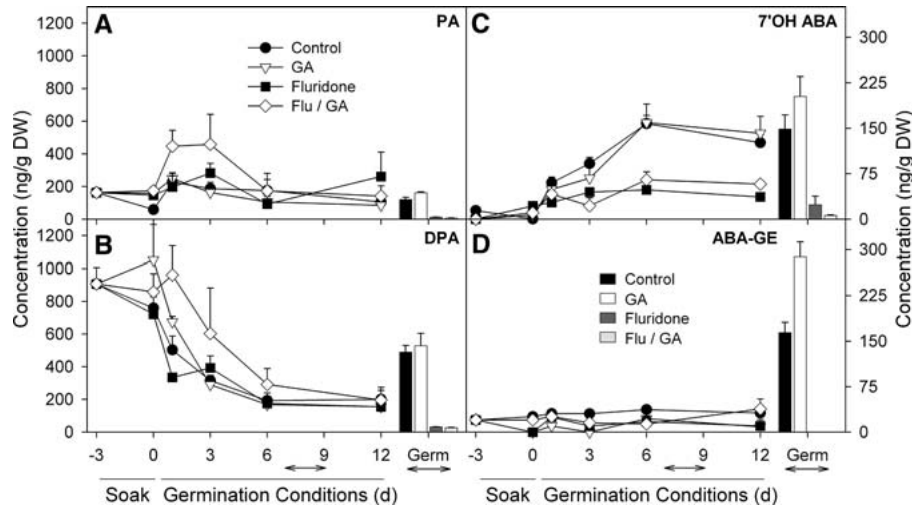 A
PA
Control
GA
Fluridone
Flu / GA
1200
1000
800
600
400
200
0
B
DPA
1200
1000
800
600
400
200
0
Concentration (ng/g DW)
C
7'OH ABA
300
225
150
75
0
D
ABA-GE
Control
GA
Fluridone
Flu / GA
300
225
150
75
0
Concentration (ng/g DW)
-3 0 3 6 9 12 Germ
-3 0 3 6 9 12 Germ
Soak Germination Conditions (d)
Soak Germination Conditions (d)